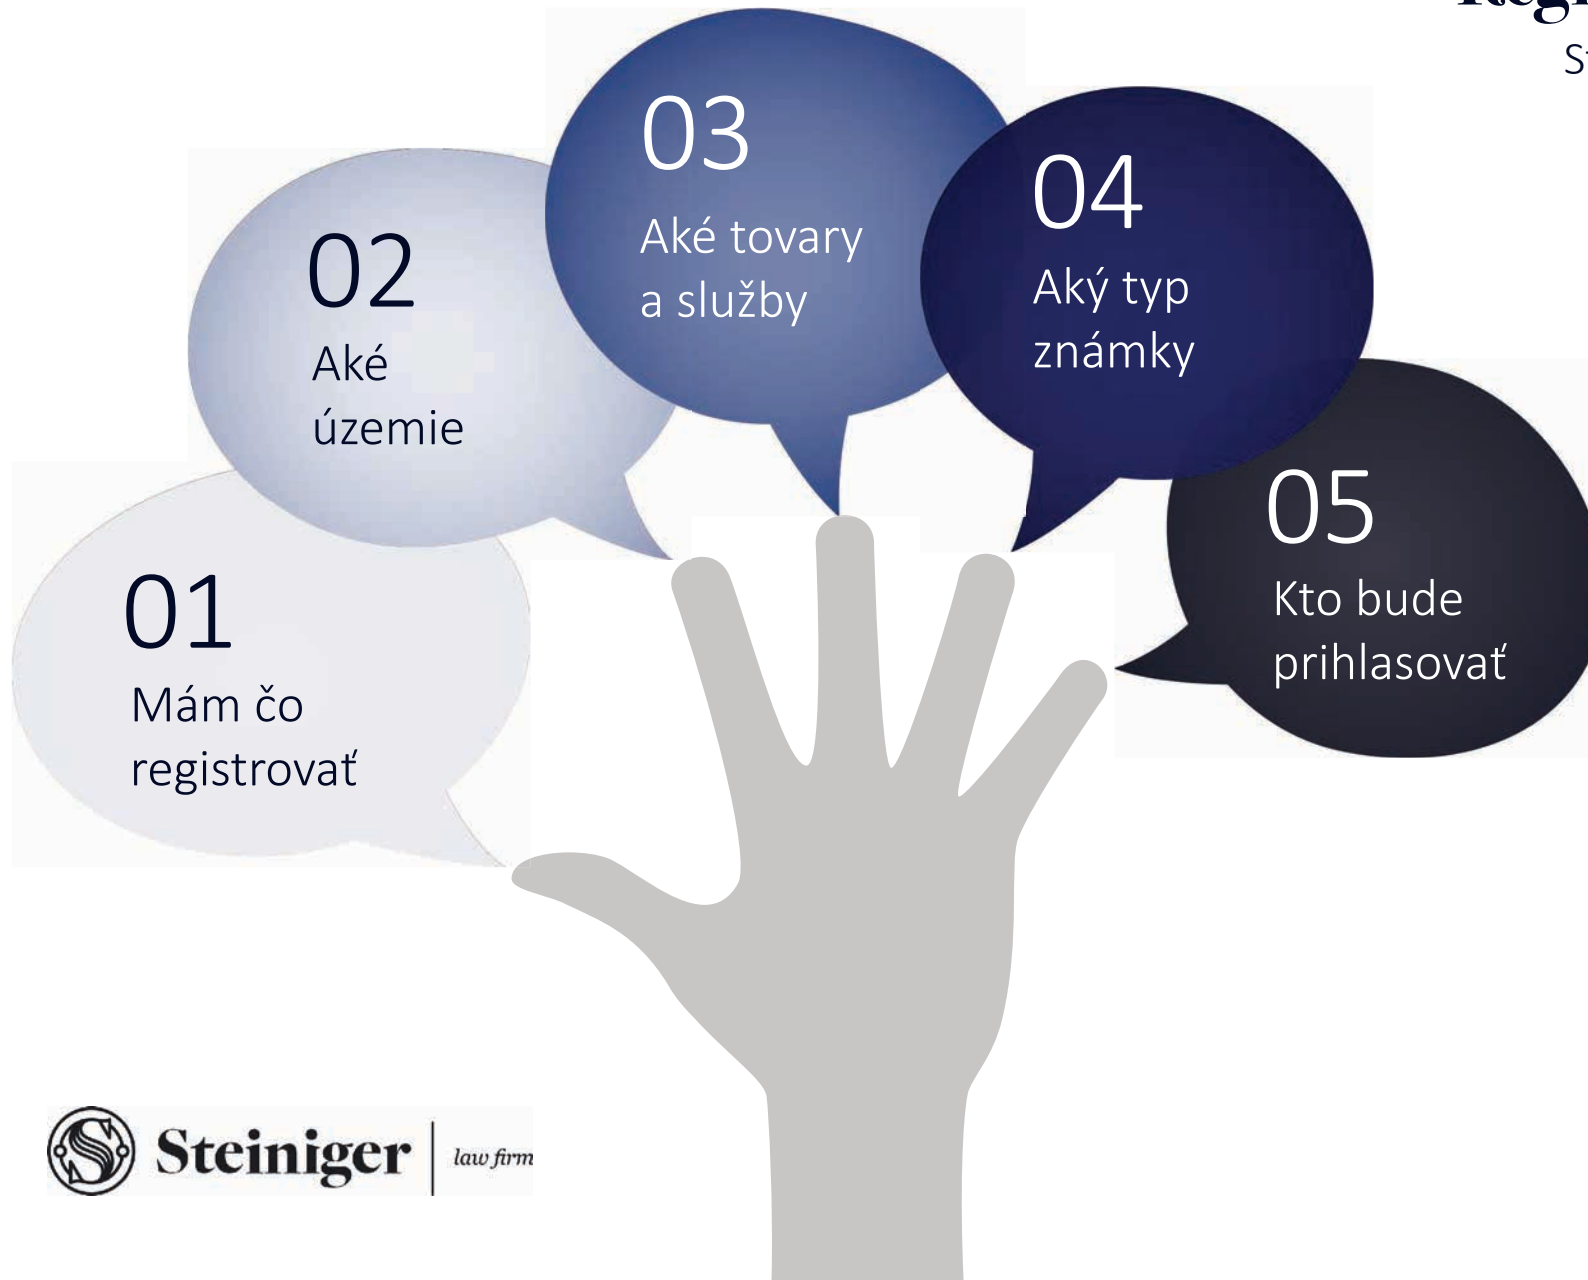 01
Mám čo
registrovať
02
Aké
územie
03
Aké tovary
a služby
04
Aký typ
známky
05
Kto bude
prihlasovať
Steiniger
law firm